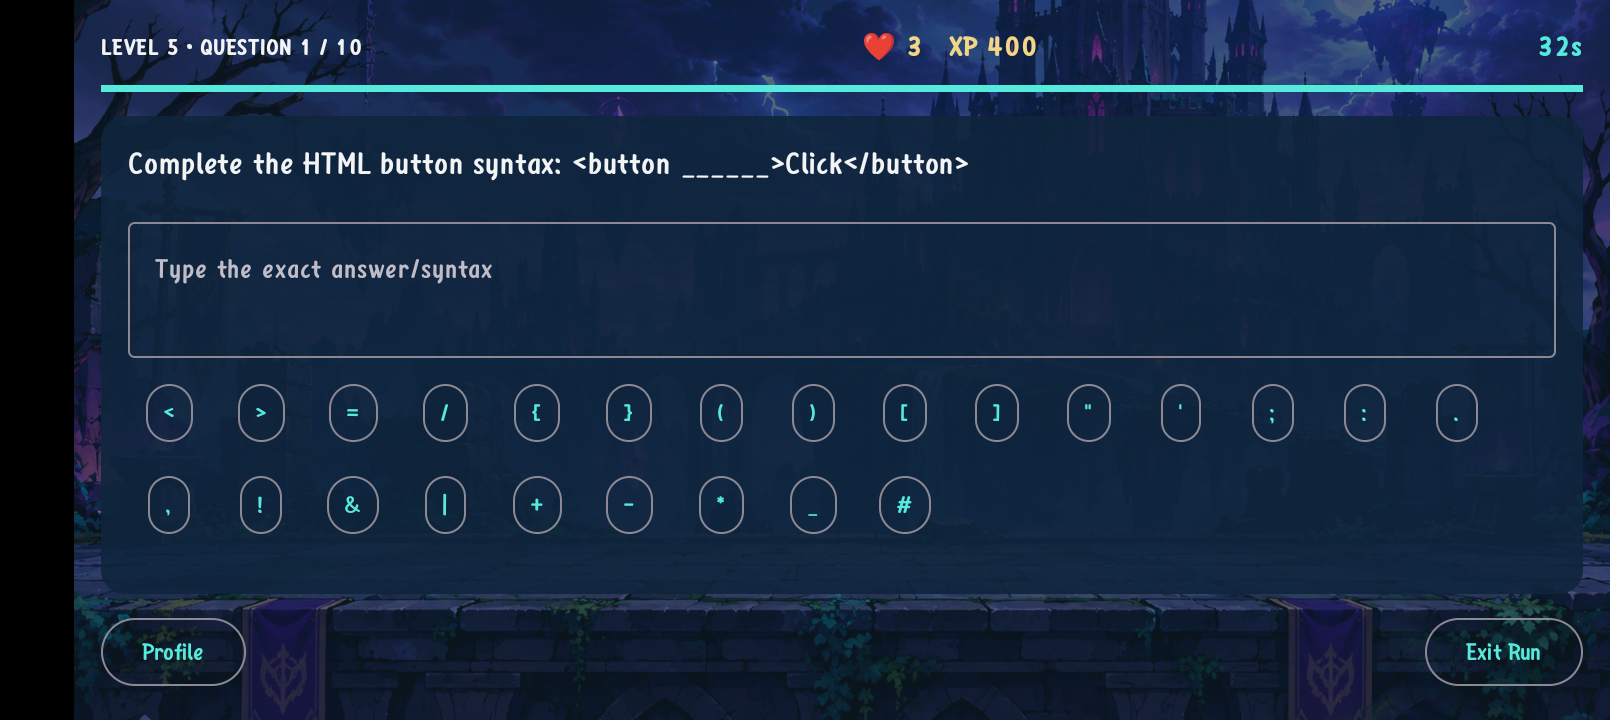 LEVEL 5 • QUESTION 1 / 10
❤️ 3 XP 400
32s
Complete the HTML button syntax: <button ______>Click</button>
Type the exact answer/syntax
< > = / { } ( ) [ ] " ' ; : .
, ! & | + - * _ #
Profile
Exit Run